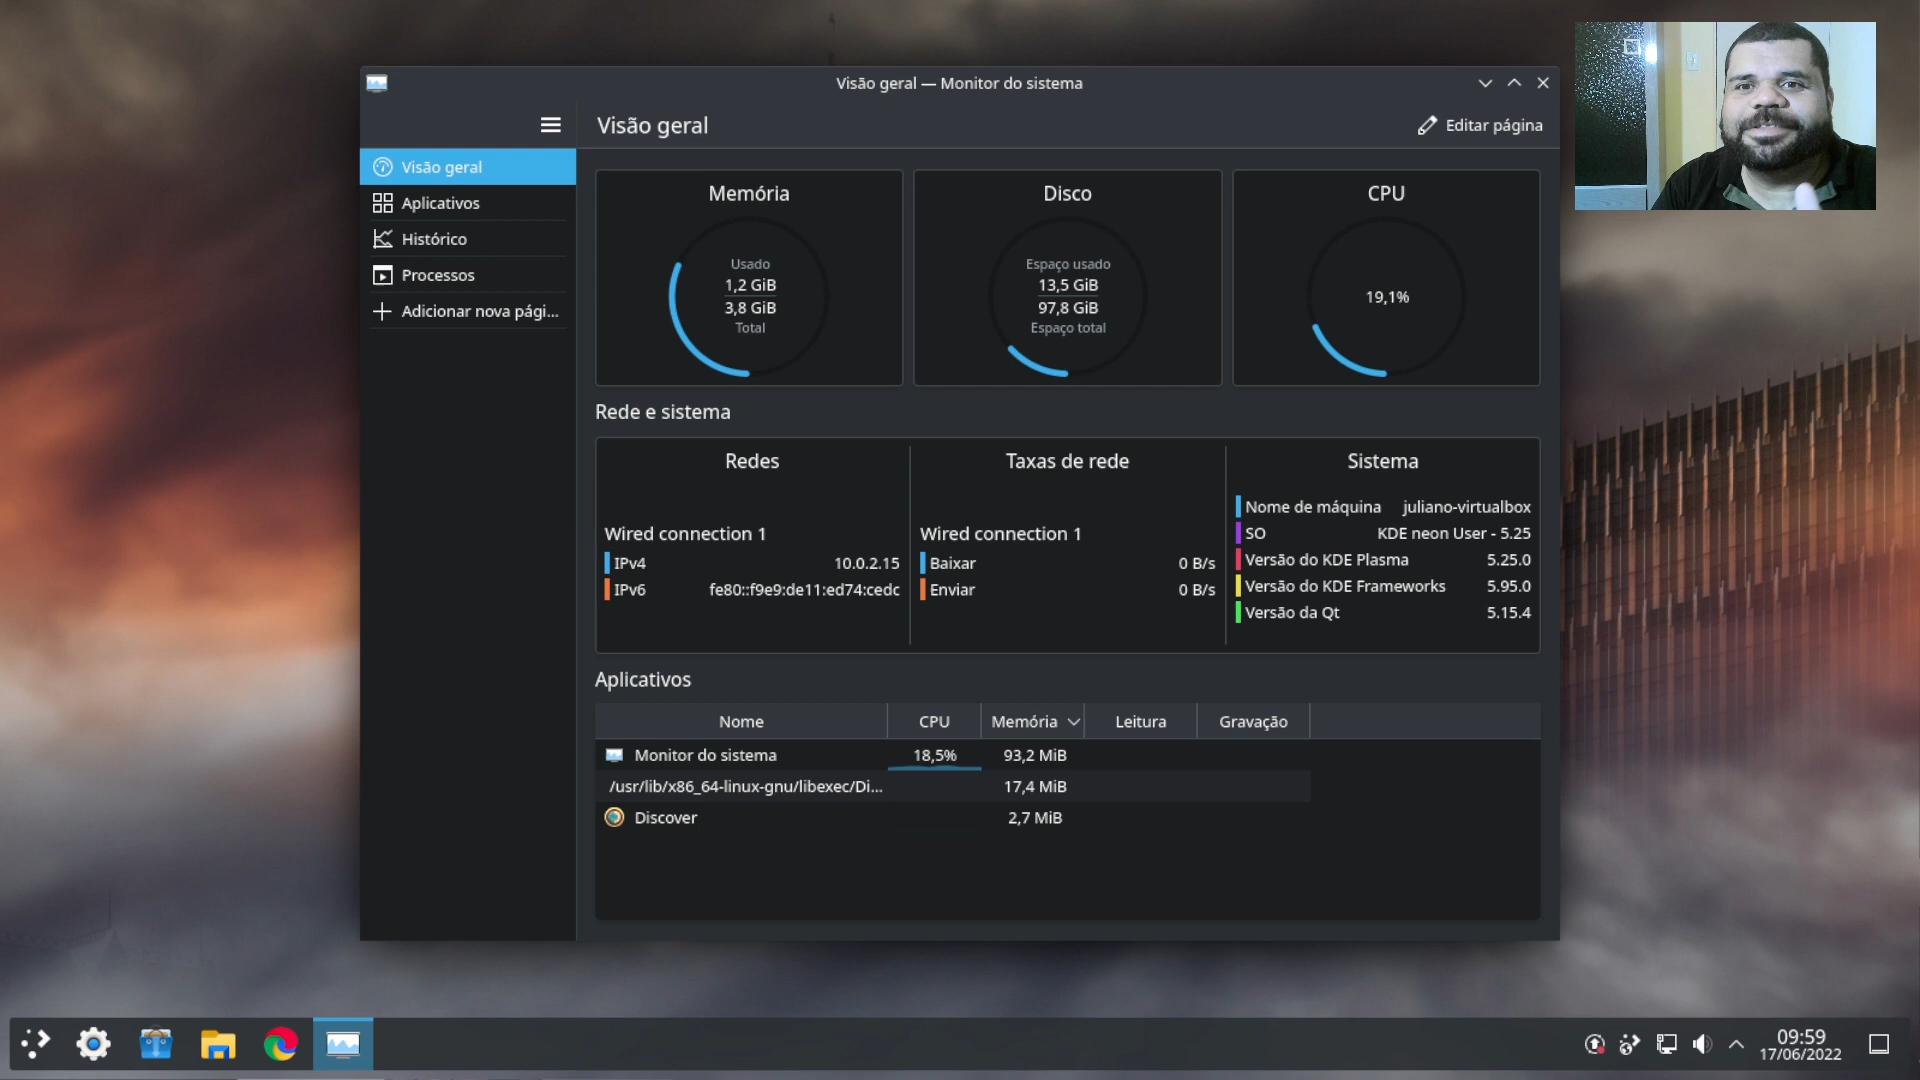 Visão geral — Monitor do sistema
Visão geral
Editar página
Visão geral
Aplicativos
Histórico
Processos
Adicionar nova pági...
Memória
Usado
1,2 GiB
3,8 GiB
Total
Disco
Espaço usado
13,5 GiB
97,8 GiB
Espaço total
CPU
19,1%
Rede e sistema
Redes
Wired connection 1
IPv4 10.0.2.15
IPv6 fe80::f9e9:de11:ed74:cedc
Taxas de rede
Wired connection 1
Baixar 0 B/s
Enviar 0 B/s
Sistema
Nome de máquina juliano-virtualbox
SO KDE neon User - 5.25
Versão do KDE Plasma 5.25.0
Versão do KDE Frameworks 5.95.0
Versão da Qt 5.15.4
Aplicativos
Nome CPU Memória Leitura Gravação
Monitor do sistema 18,5% 93,2 MiB
/usr/lib/x86_64-linux-gnu/libexec/Di... 17,4 MiB
Discover 2,7 MiB
09:59
17/06/2022